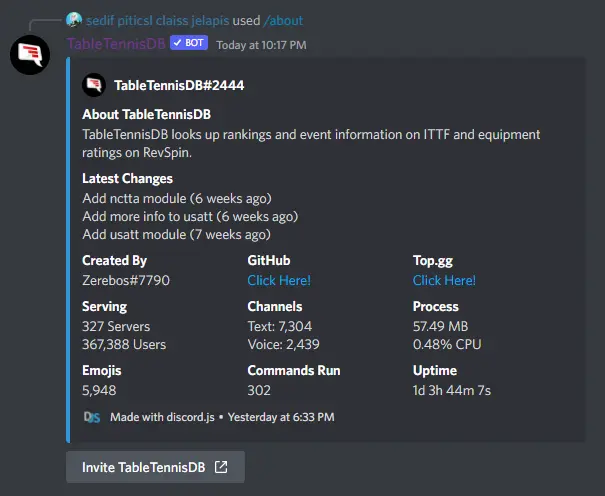 sedif piticsl claiss jelapis used /about
TableTennisDB ✓ BOT Today at 10:17 PM
TableTennisDB#2444
About TableTennisDB
TableTennisDB looks up rankings and event information on ITTF and equipment
ratings on RevSpin.
Latest Changes
Add nctta module (6 weeks ago)
Add more info to usatt (6 weeks ago)
Add usatt module (7 weeks ago)
Created By GitHub Top.gg
Zerebos#7790 Click Here! Click Here!
Serving Channels Process
327 Servers Text: 7,304 57.49 MB
367,388 Users Voice: 2,439 0.48% CPU
Emojis Commands Run Uptime
5,948 302 1d 3h 44m 7s
DJS Made with discord.js • Yesterday at 6:33 PM
Invite TableTennisDB